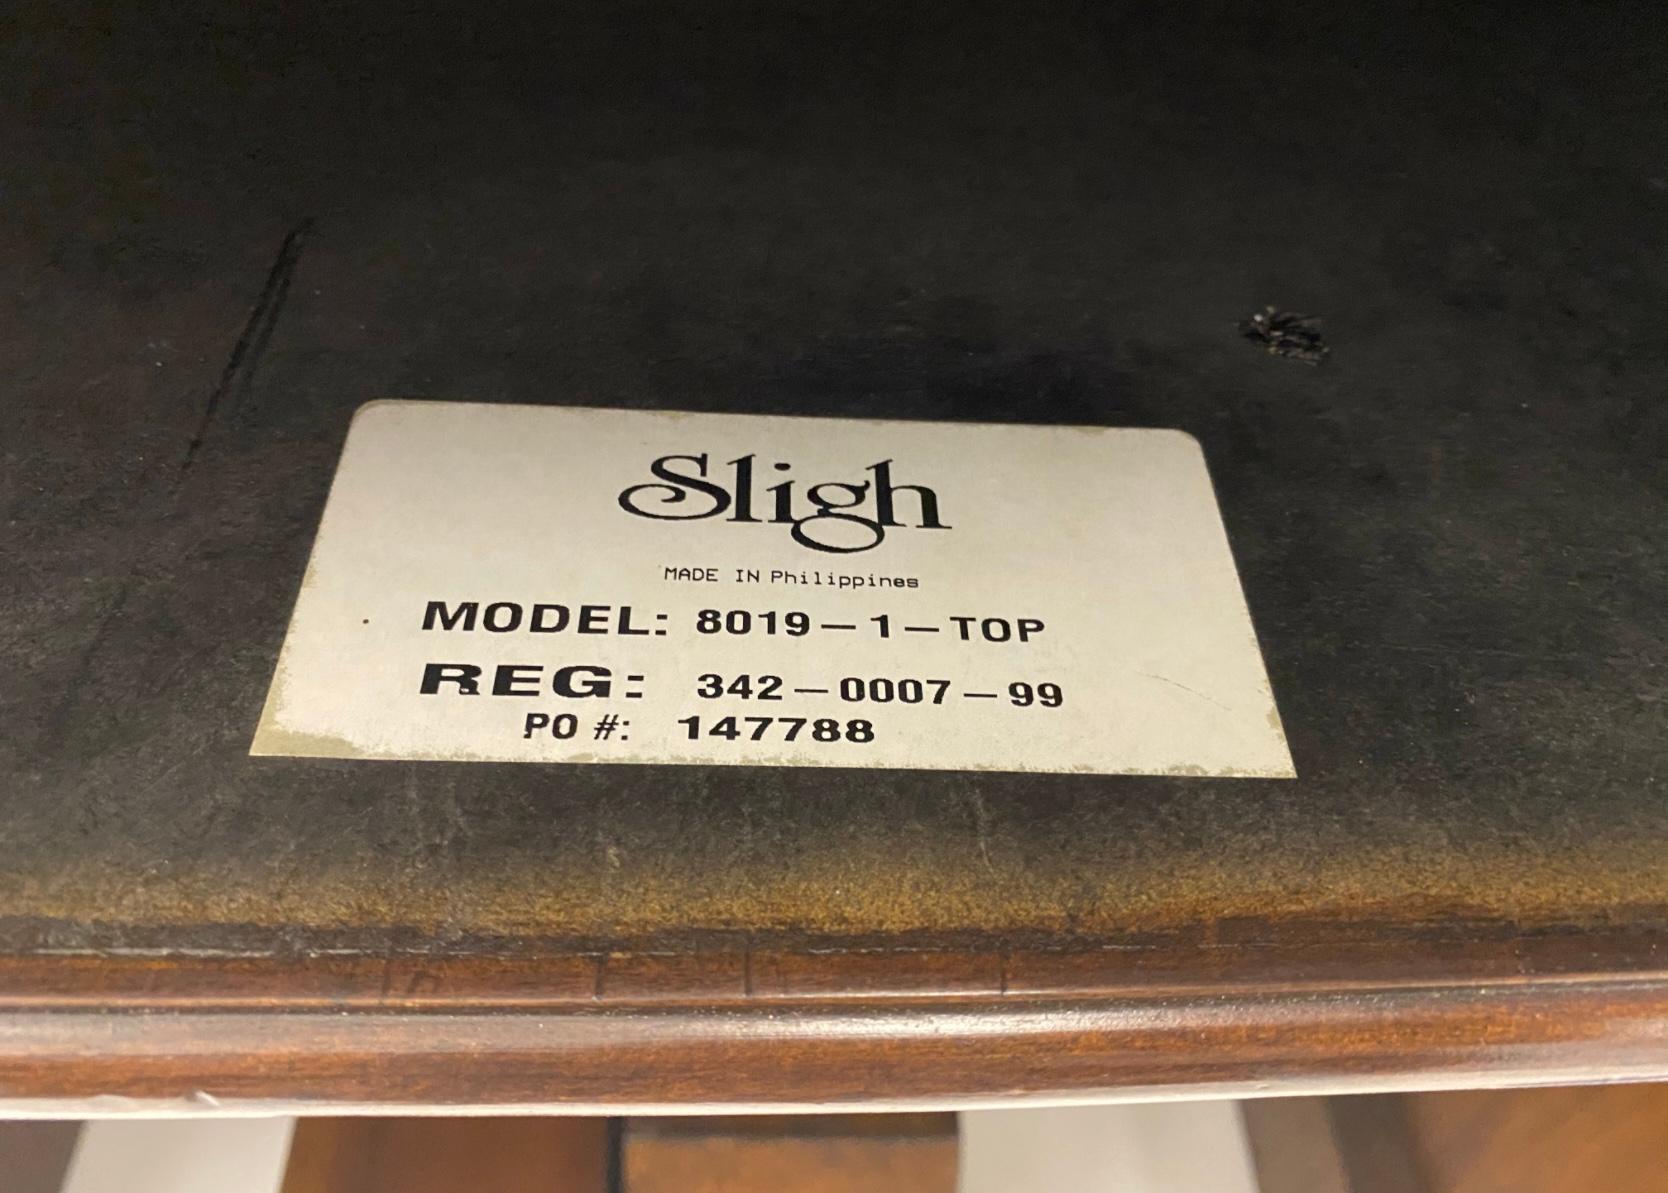 Sligh
MADE IN Philippines
MODEL: 8019-1-TOP
REG: 342-0007-99
PO #: 147788